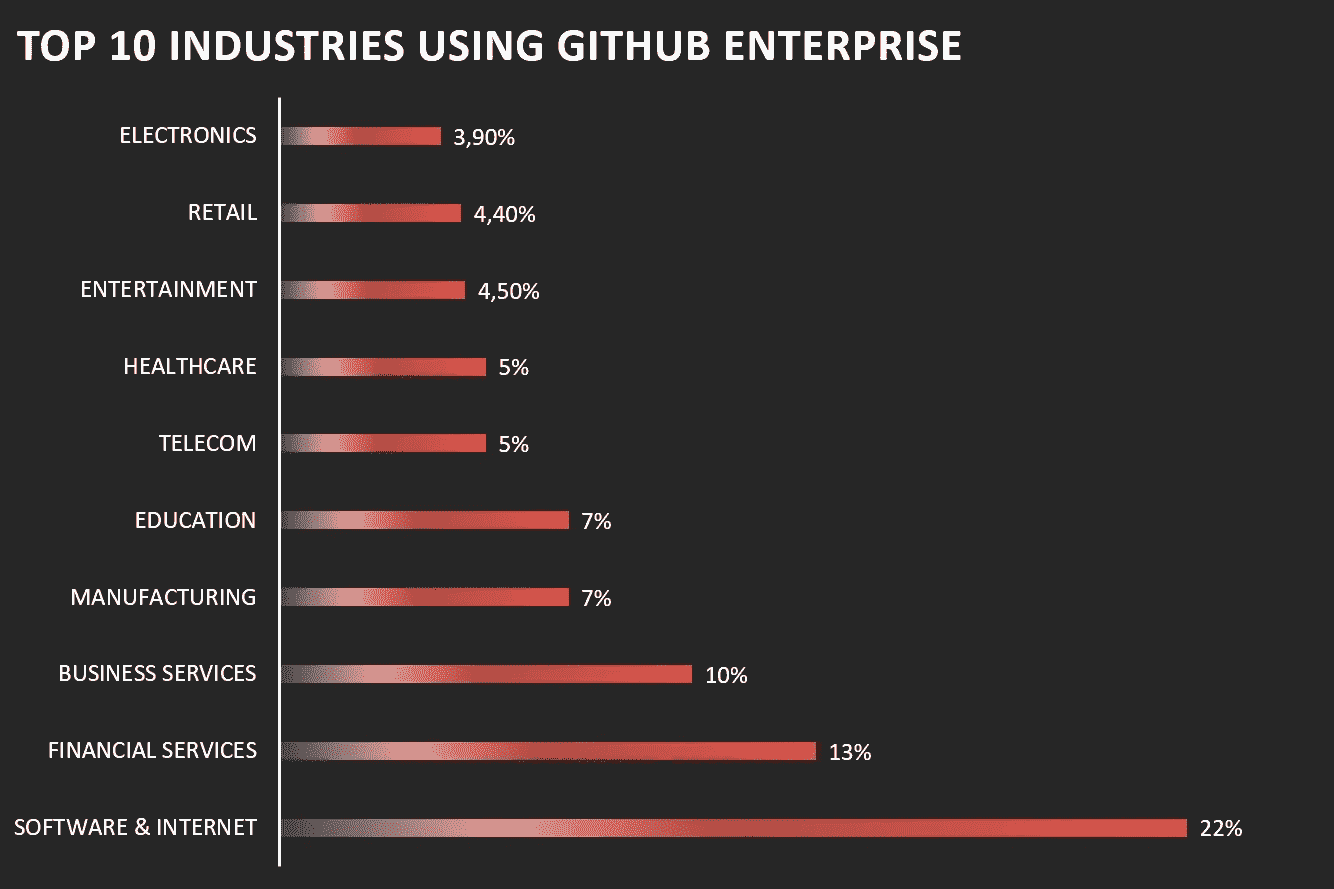 TOP 10 INDUSTRIES USING GITHUB ENTERPRISE
ELECTRONICS 3,90%
RETAIL 4,40%
ENTERTAINMENT 4,50%
HEALTHCARE 5%
TELECOM 5%
EDUCATION 7%
MANUFACTURING 7%
BUSINESS SERVICES 10%
FINANCIAL SERVICES 13%
SOFTWARE & INTERNET 22%